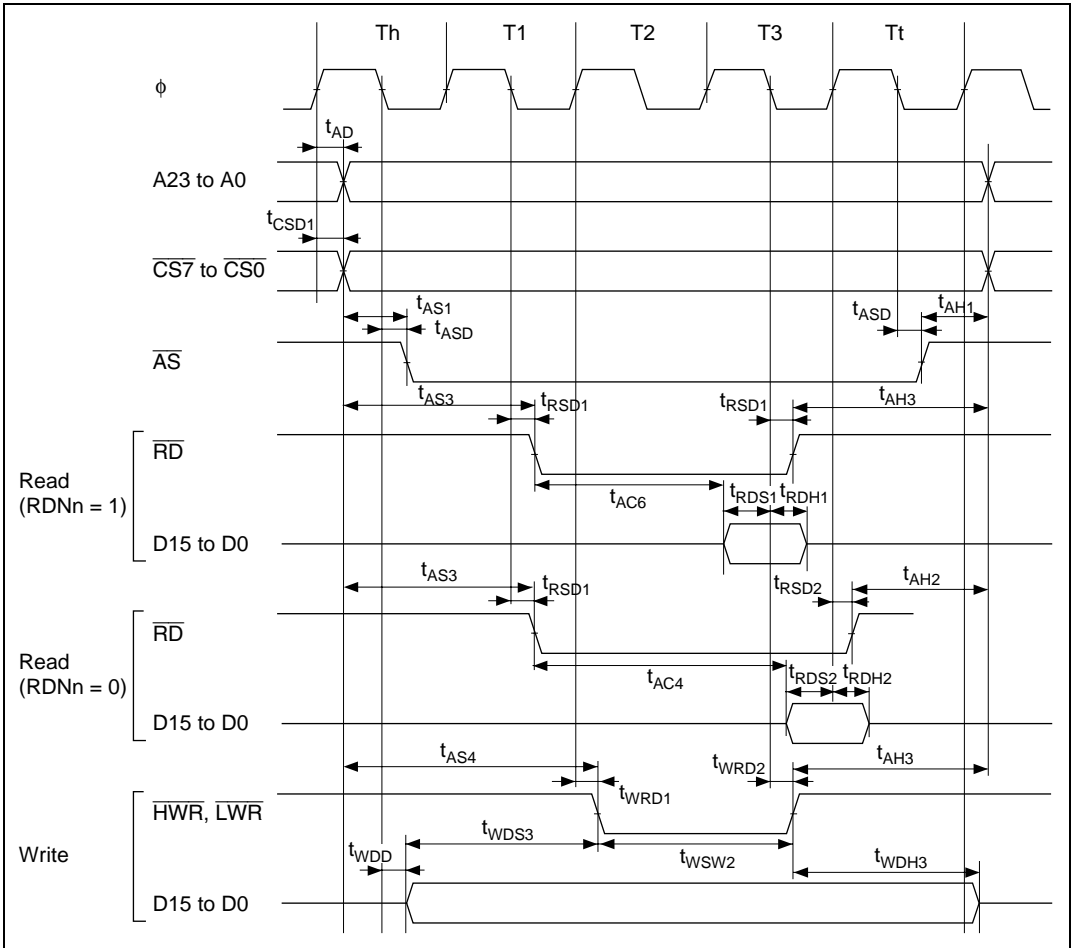 Th T1 T2 T3 Tt
ϕ
tAD
A23 to A0
tCSD1
CS7 to CS0
tAS1
tASD
tASD
tAH1
AS
tAS3
tRSD1
tRSD1
tAH3
RD
Read
(RDNn = 1)
tAC6
tRDS1
tRDH1
D15 to D0
tAS3
tRSD1
tRSD2
tAH2
RD
Read
(RDNn = 0)
tAC4
tRDS2
tRDH2
D15 to D0
tAS4
tWRD1
tWRD2
tAH3
HWR, LWR
Write
tWDD
tWDS3
tWSW2
tWDH3
D15 to D0